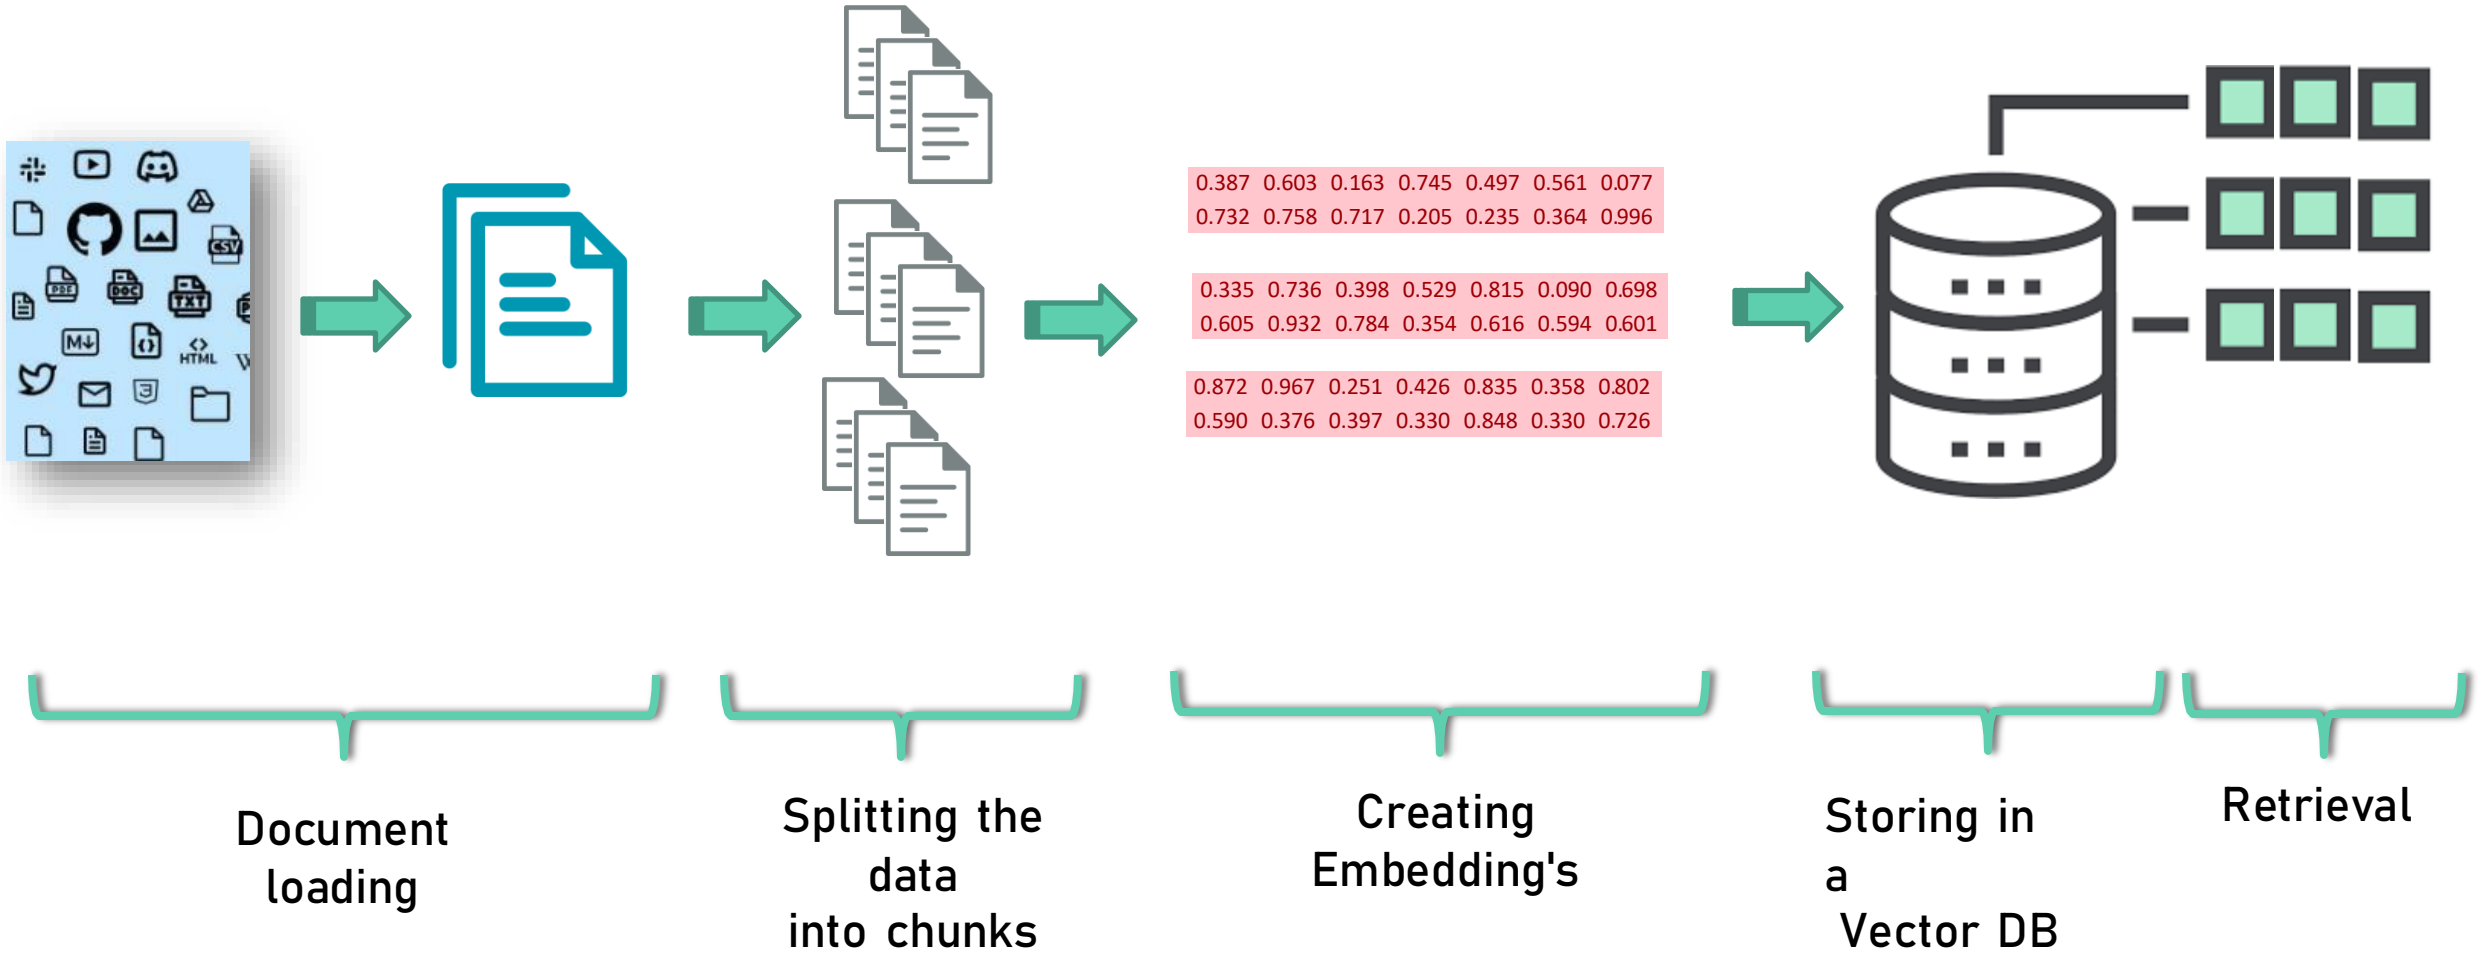 CSV
PDF
DOC
TXT
M
HTML
0.387 0.603 0.163 0.745 0.497 0.561 0.077
0.732 0.758 0.717 0.205 0.235 0.364 0.996
0.335 0.736 0.398 0.529 0.815 0.090 0.698
0.605 0.932 0.784 0.354 0.616 0.594 0.601
0.872 0.967 0.251 0.426 0.835 0.358 0.802
0.590 0.376 0.397 0.330 0.848 0.330 0.726
Document
loading
Splitting the
data
into chunks
Creating
Embedding's
Storing in
a
Vector DB
Retrieval